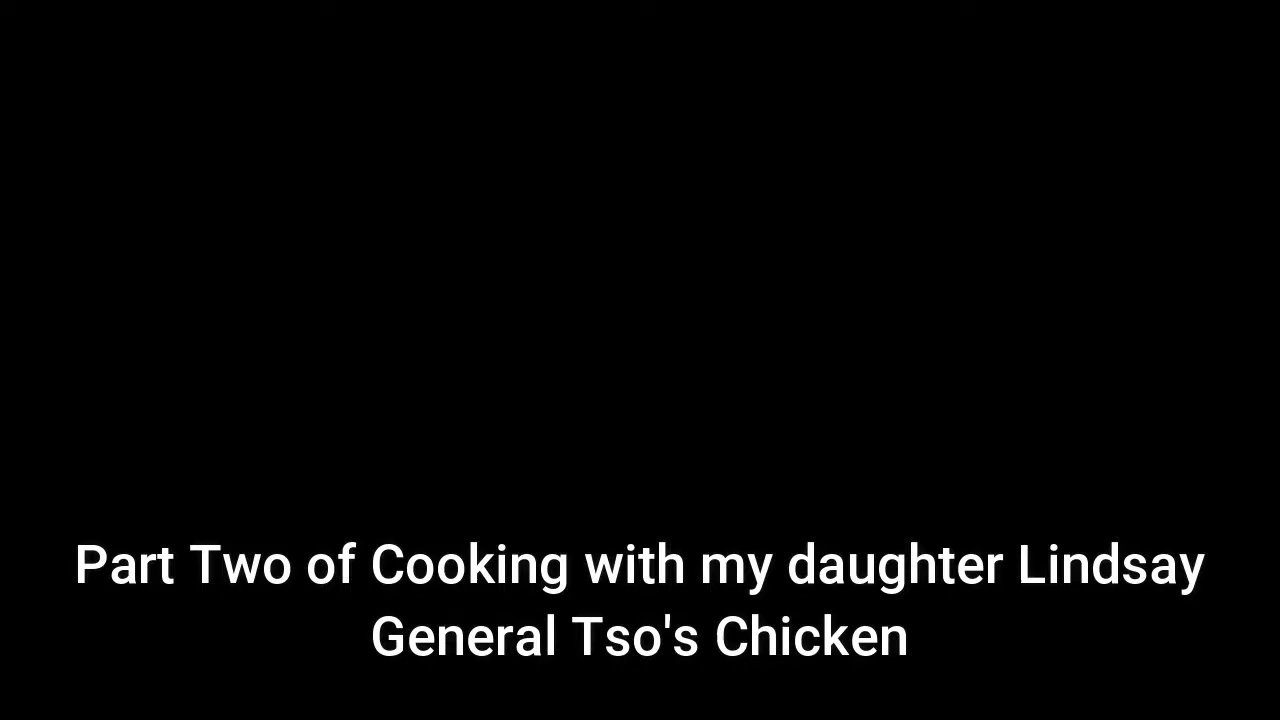 Part Two of Cooking with my daughter Lindsay
General Tso's Chicken